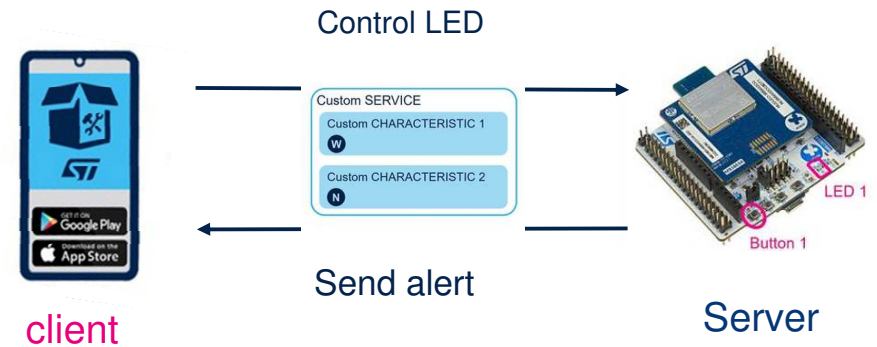 Control LED
Custom SERVICE
Custom CHARACTERISTIC 1
W
Custom CHARACTERISTIC 2
N
ST
GET IT ON
Google Play
Download on the
App Store
LED 1
Button 1
Send alert
client
Server